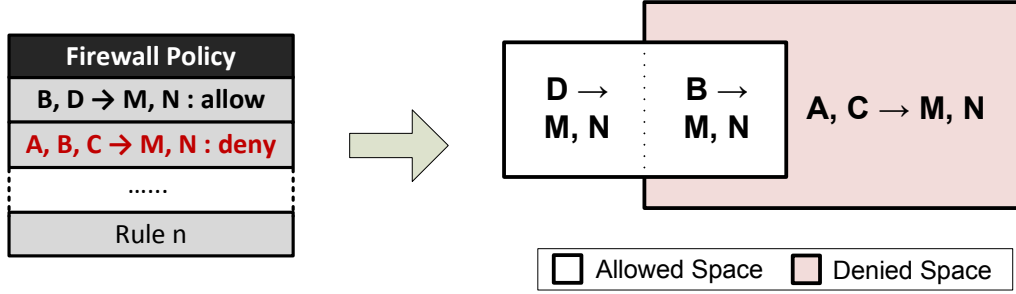 Firewall Policy
B, D → M, N : allow
A, B, C → M, N : deny
......
Rule n
D →
M, N
B →
M, N
A, C → M, N
Allowed Space
Denied Space